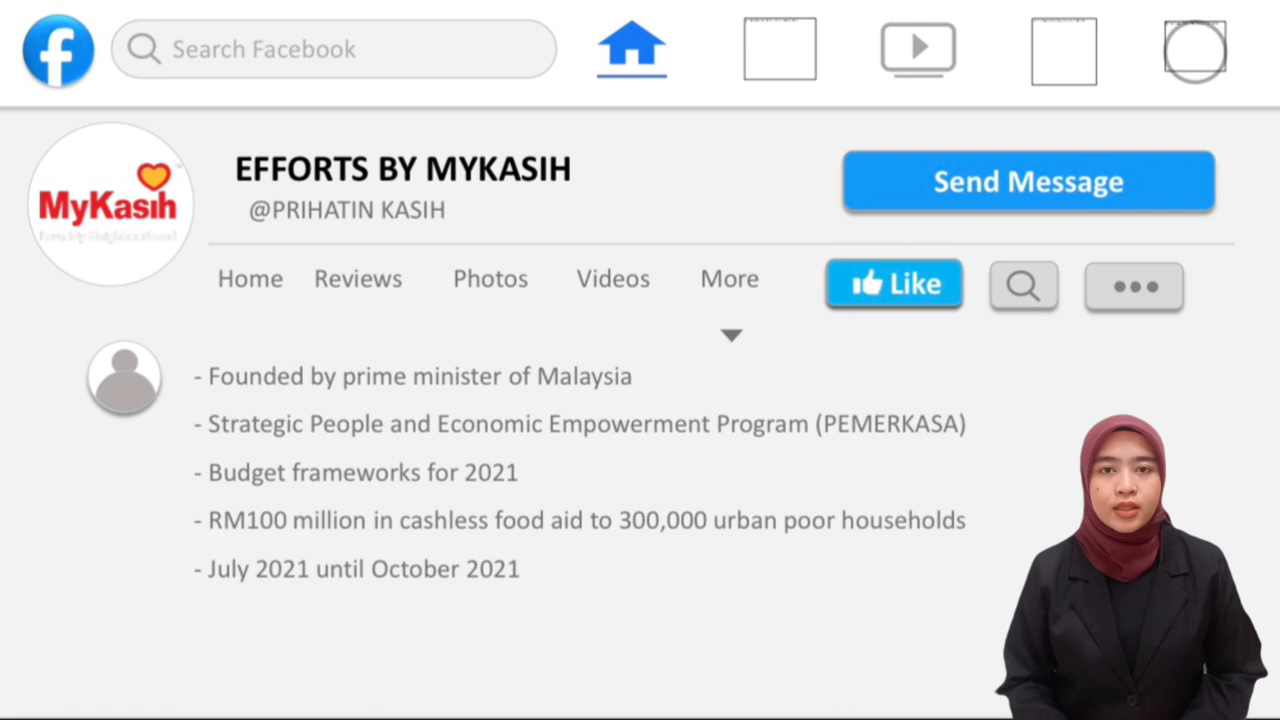 Search Facebook
EFFORTS BY MYKASIH
@PRIHATIN KASIH
Send Message
MyKasih
Home Reviews Photos Videos More
Like
- Founded by prime minister of Malaysia
- Strategic People and Economic Empowerment Program (PEMERKASA)
- Budget frameworks for 2021
- RM100 million in cashless food aid to 300,000 urban poor households
- July 2021 until October 2021